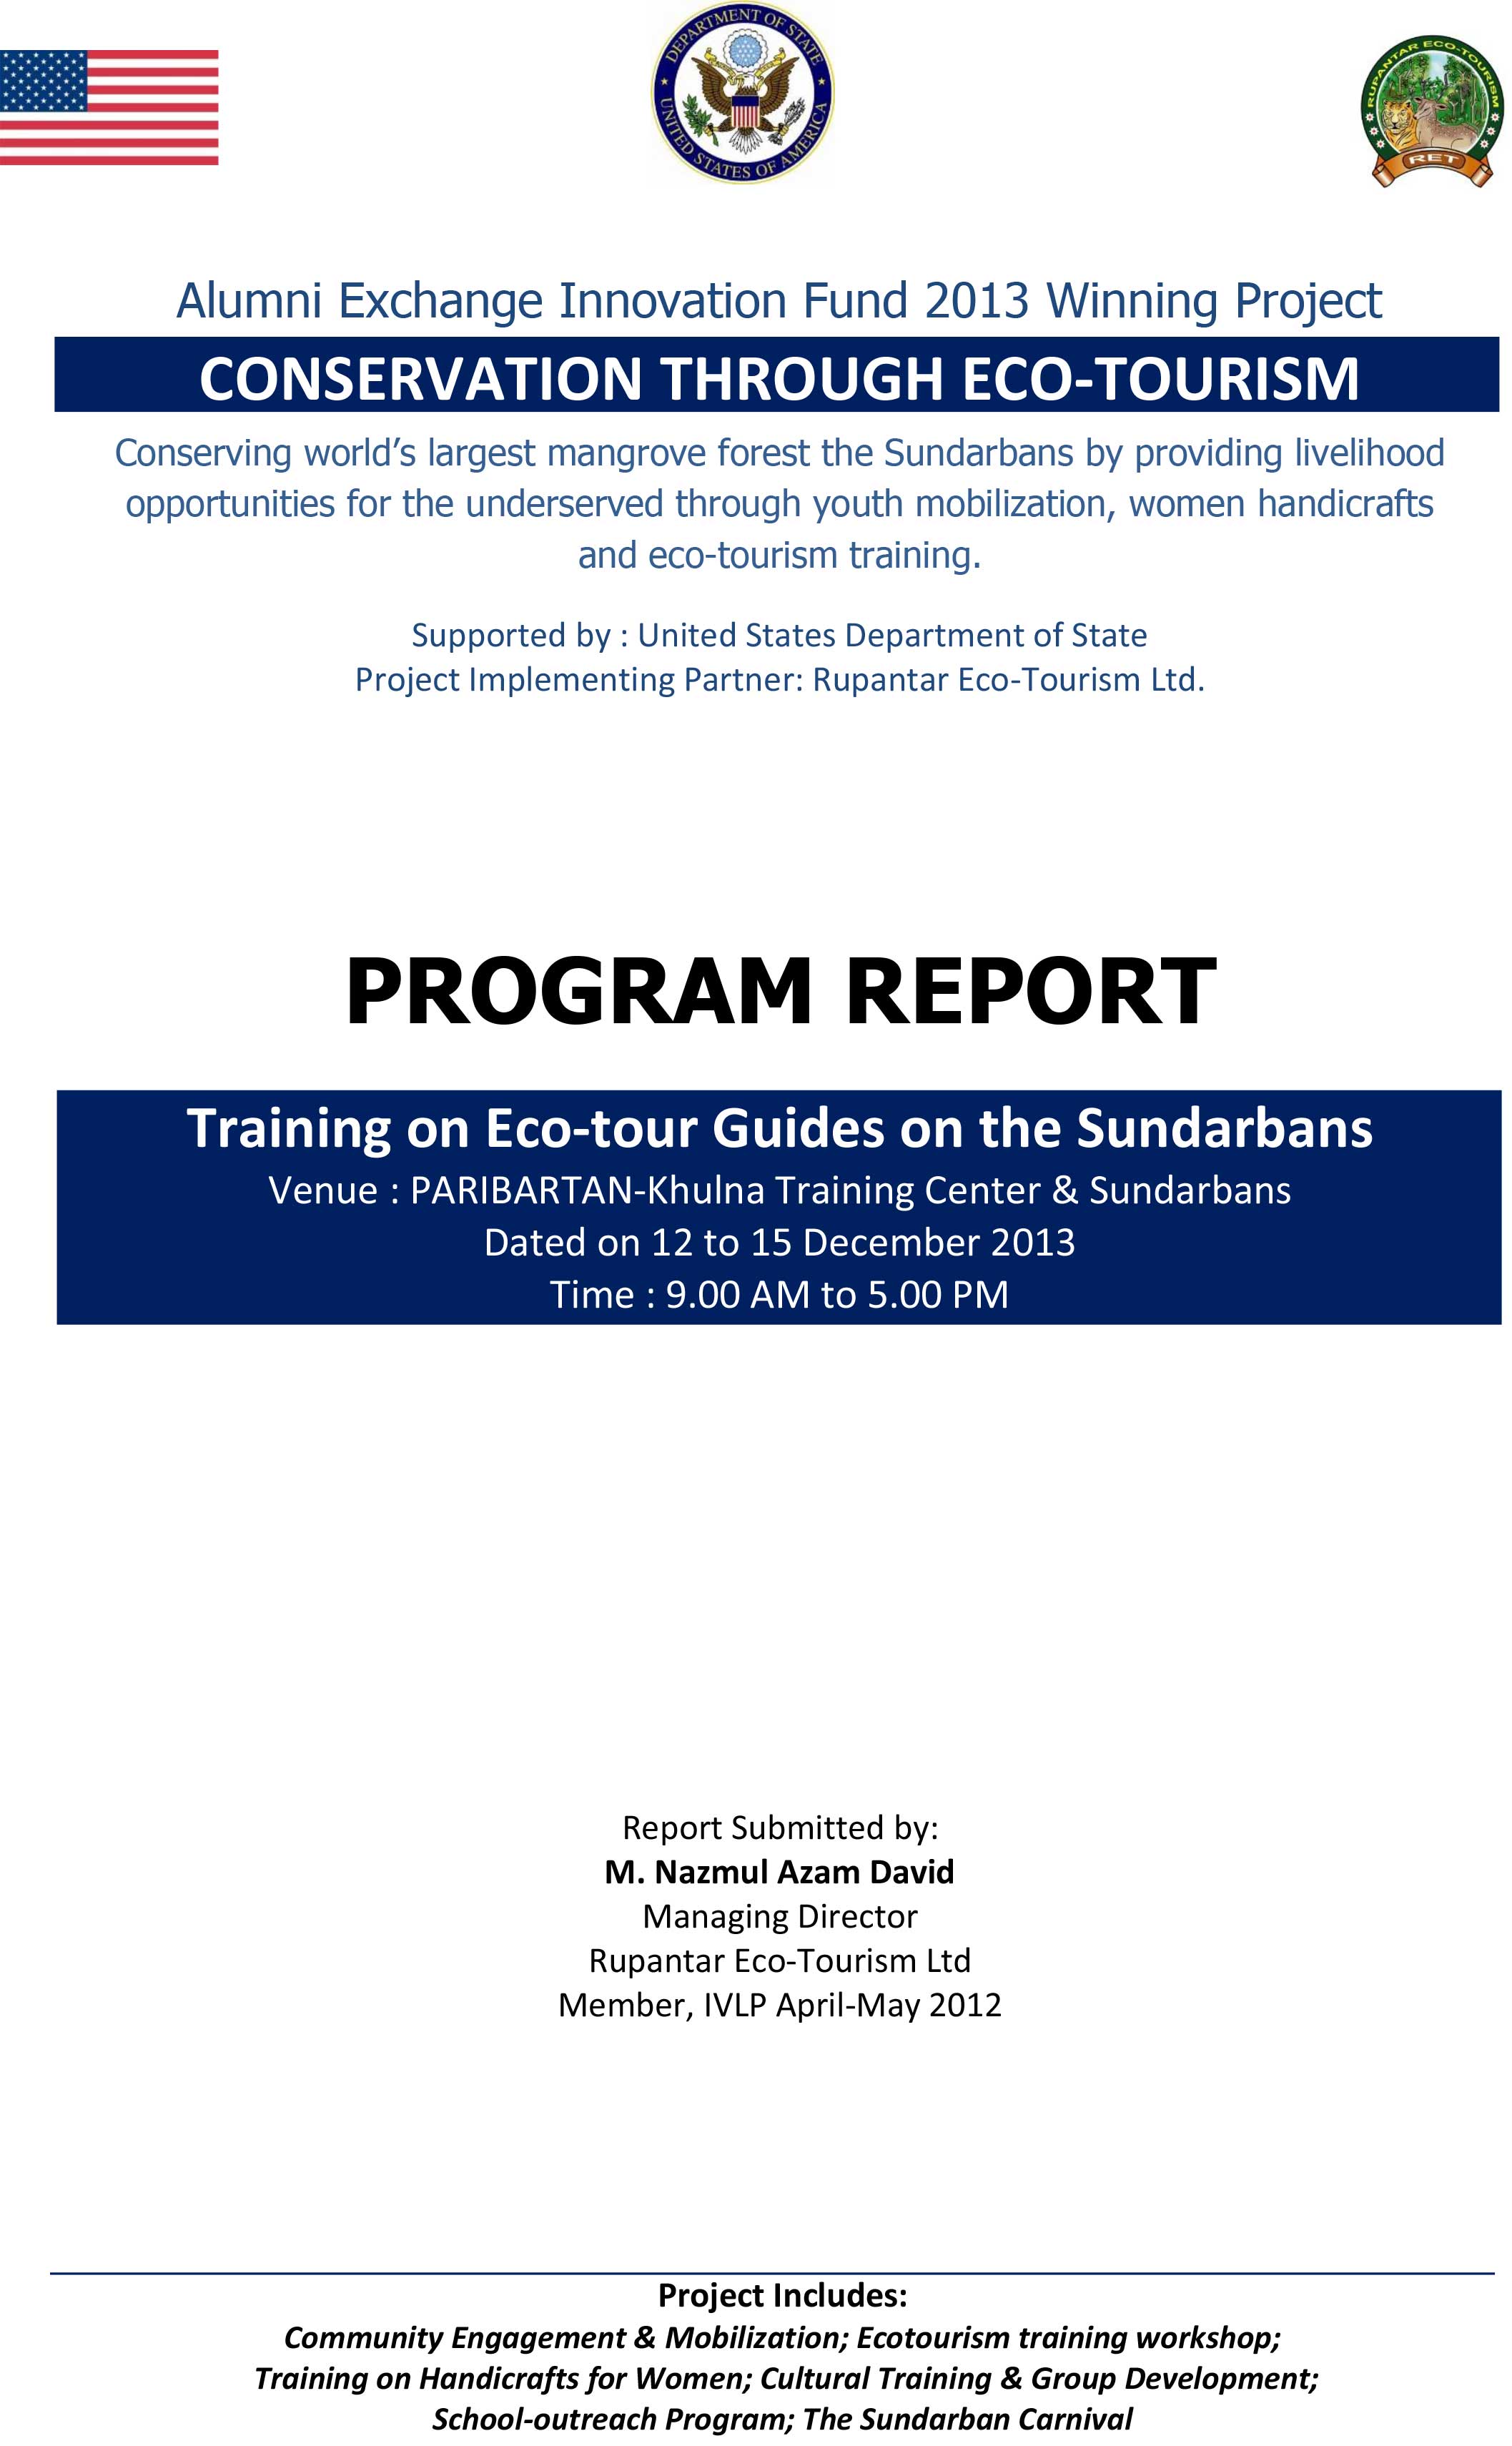 DEPARTMENT OF STATE
UNITED STATES OF AMERICA
RUPANTAR ECO-TOURISM
RET
Alumni Exchange Innovation Fund 2013 Winning Project
CONSERVATION THROUGH ECO-TOURISM
Conserving world’s largest mangrove forest the Sundarbans by providing livelihood
opportunities for the underserved through youth mobilization, women handicrafts
and eco-tourism training.
Supported by : United States Department of State
Project Implementing Partner: Rupantar Eco-Tourism Ltd.
PROGRAM REPORT
Training on Eco-tour Guides on the Sundarbans
Venue : PARIBARTAN-Khulna Training Center & Sundarbans
Dated on 12 to 15 December 2013
Time : 9.00 AM to 5.00 PM
Report Submitted by:
M. Nazmul Azam David
Managing Director
Rupantar Eco-Tourism Ltd
Member, IVLP April-May 2012
Project Includes:
Community Engagement & Mobilization; Ecotourism training workshop;
Training on Handicrafts for Women; Cultural Training & Group Development;
School-outreach Program; The Sundarban Carnival